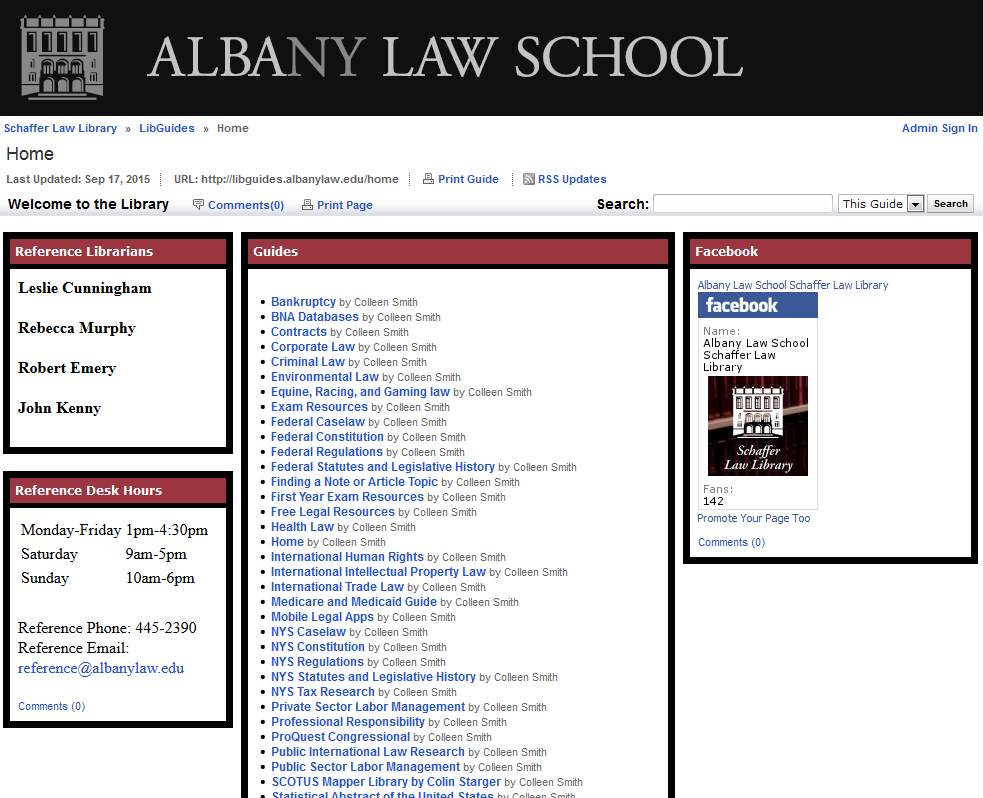 ALBANY LAW SCHOOL
Schaffer Law Library » LibGuides » Home
Admin Sign In
Home
Last Updated: Sep 17, 2015 URL: http://libguides.albanylaw.edu/home Print Guide RSS Updates
Welcome to the Library Comments(0) Print Page
Search: This Guide Search
Reference Librarians
Leslie Cunningham
Rebecca Murphy
Robert Emery
John Kenny
Reference Desk Hours
Monday-Friday 1pm-4:30pm
Saturday 9am-5pm
Sunday 10am-6pm
Reference Phone: 445-2390
Reference Email:
reference@albanylaw.edu
Comments (0)
Guides
Bankruptcy by Colleen Smith
BNA Databases by Colleen Smith
Contracts by Colleen Smith
Corporate Law by Colleen Smith
Criminal Law by Colleen Smith
Environmental Law by Colleen Smith
Equine, Racing, and Gaming law by Colleen Smith
Exam Resources by Colleen Smith
Federal Caselaw by Colleen Smith
Federal Constitution by Colleen Smith
Federal Regulations by Colleen Smith
Federal Statutes and Legislative History by Colleen Smith
Finding a Note or Article Topic by Colleen Smith
First Year Exam Resources by Colleen Smith
Free Legal Resources by Colleen Smith
Health Law by Colleen Smith
Home by Colleen Smith
International Human Rights by Colleen Smith
International Intellectual Property Law by Colleen Smith
International Trade Law by Colleen Smith
Medicare and Medicaid Guide by Colleen Smith
Mobile Legal Apps by Colleen Smith
NYS Caselaw by Colleen Smith
NYS Constitution by Colleen Smith
NYS Regulations by Colleen Smith
NYS Statutes and Legislative History by Colleen Smith
NYS Tax Research by Colleen Smith
Private Sector Labor Management by Colleen Smith
Professional Responsibility by Colleen Smith
ProQuest Congressional by Colleen Smith
Public International Law Research by Colleen Smith
Public Sector Labor Management by Colleen Smith
SCOTUS Mapper Library by Colin Starger by Colleen Smith
Statistical Abstract of the United States by Colleen Smith
Facebook
Albany Law School Schaffer Law Library
facebook
Name:
Albany Law School
Schaffer Law
Library
Schaffer
Law Library
Fans:
142
Promote Your Page Too
Comments (0)